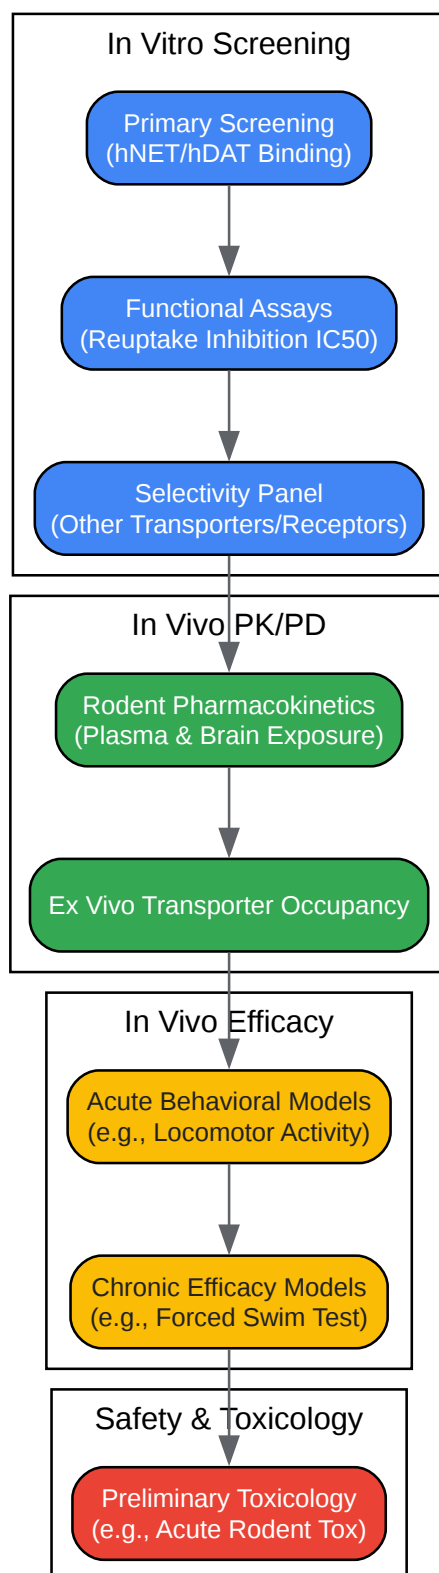 In Vitro Screening
Primary Screening
(hNET/hDAT Binding)
Functional Assays
(Reuptake Inhibition IC50)
Selectivity Panel
(Other Transporters/Receptors)
In Vivo PK/PD
Rodent Pharmacokinetics
(Plasma & Brain Exposure)
Ex Vivo Transporter Occupancy
In Vivo Efficacy
Acute Behavioral Models
(e.g., Locomotor Activity)
Chronic Efficacy Models
(e.g., Forced Swim Test)
Safety & Toxicology
Preliminary Toxicology
(e.g., Acute Rodent Tox)